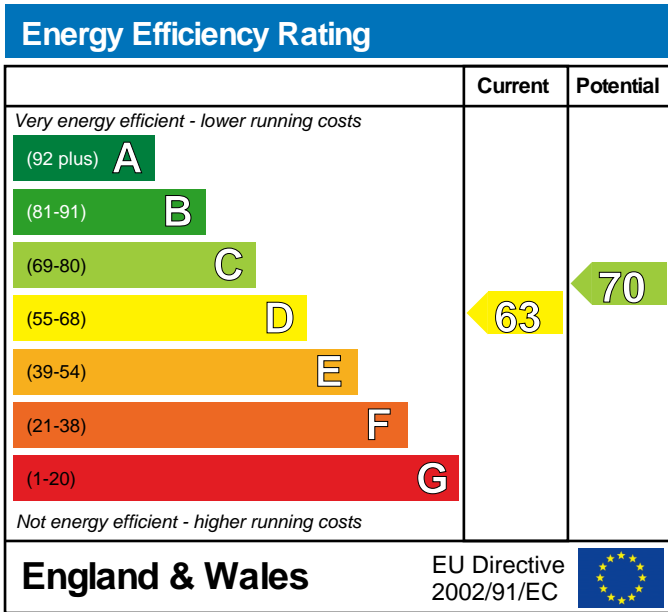 Energy Efficiency Rating
Current Potential
Very energy efficient - lower running costs
(92 plus) A
(81-91) B
(69-80) C
70
(55-68) D
63
(39-54) E
(21-38) F
(1-20) G
Not energy efficient - higher running costs
England & Wales
EU Directive
2002/91/EC